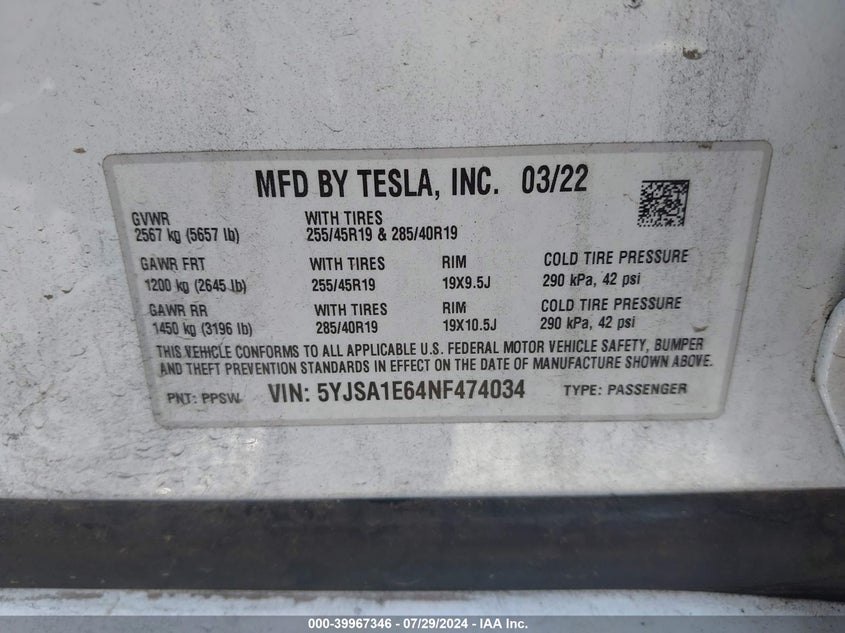 MFD BY TESLA, INC. 03/22
GVWR WITH TIRES
2567 kg (5657 lb) 255/45R19 & 285/40R19
GAWR FRT WITH TIRES RIM COLD TIRE PRESSURE
1200 kg (2645 lb) 255/45R19 19X9.5J 290 kPa, 42 psi
GAWR RR WITH TIRES RIM COLD TIRE PRESSURE
1450 kg (3196 lb) 285/40R19 19X10.5J 290 kPa, 42 psi
THIS VEHICLE CONFORMS TO ALL APPLICABLE U.S. FEDERAL MOTOR VEHICLE SAFETY, BUMPER
AND THEFT PREVENTION STANDARDS IN EFFECT ON THE DATE OF MANUFACTURE SHOWN ABOVE.
PNT: PPSW VIN: 5YJSA1E64NF474034 TYPE: PASSENGER
000-39967346 - 07/29/2024 - IAA Inc.